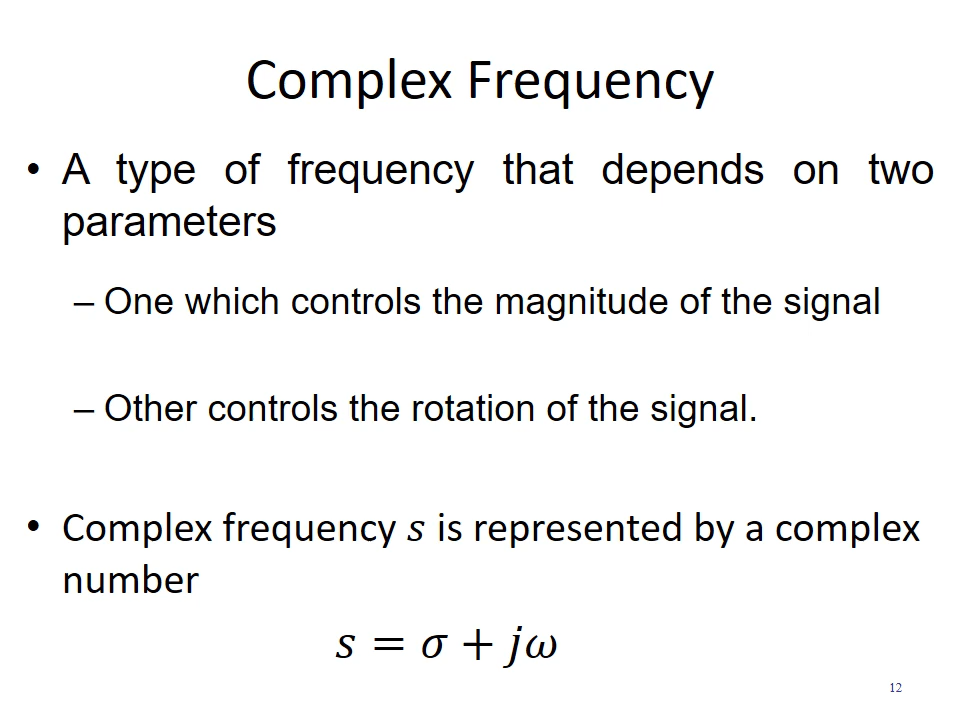 Complex Frequency
• A type of frequency that depends on two
parameters
– One which controls the magnitude of the signal
– Other controls the rotation of the signal.
• Complex frequency 𝑠 is represented by a complex
number
𝑠 = 𝜎 + 𝑗𝜔
12